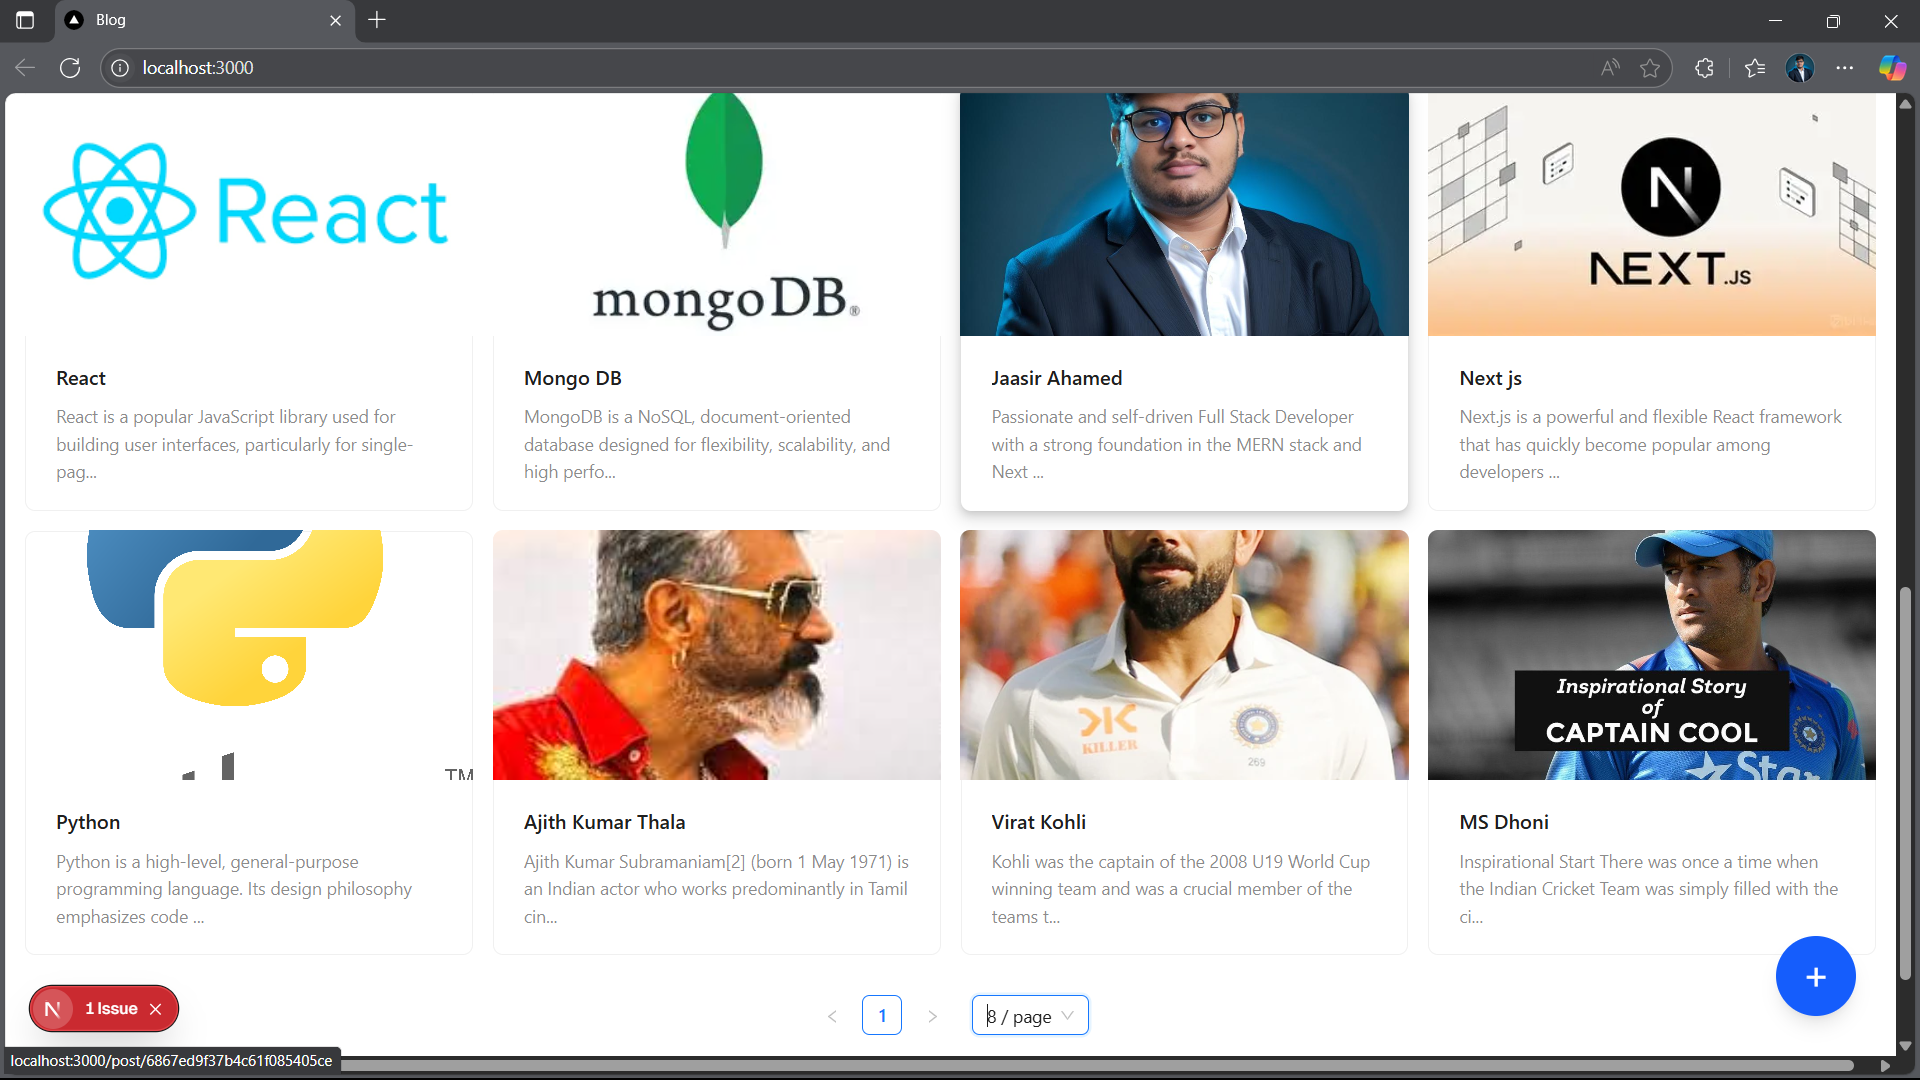 Blog
localhost:3000
React
mongoDB®
NEXT.JS
React
React is a popular JavaScript library used for
building user interfaces, particularly for single-
pag...
Mongo DB
MongoDB is a NoSQL, document-oriented
database designed for flexibility, scalability, and
high perfo...
Jaasir Ahamed
Passionate and self-driven Full Stack Developer
with a strong foundation in the MERN stack and
Next ...
Next js
Next.js is a powerful and flexible React framework
that has quickly become popular among
developers ...
TM
KILLER
269
Inspirational Story
of
CAPTAIN COOL
Star
Python
Python is a high-level, general-purpose
programming language. Its design philosophy
emphasizes code ...
Ajith Kumar Thala
Ajith Kumar Subramaniam[2] (born 1 May 1971) is
an Indian actor who works predominantly in Tamil
cin...
Virat Kohli
Kohli was the captain of the 2008 U19 World Cup
winning team and was a crucial member of the
teams t...
MS Dhoni
Inspirational Start There was once a time when
the Indian Cricket Team was simply filled with the
ci...
N 1 Issue
< 1 >
8 / page
+
localhost:3000/post/6867ed9f37b4c61f085405ce